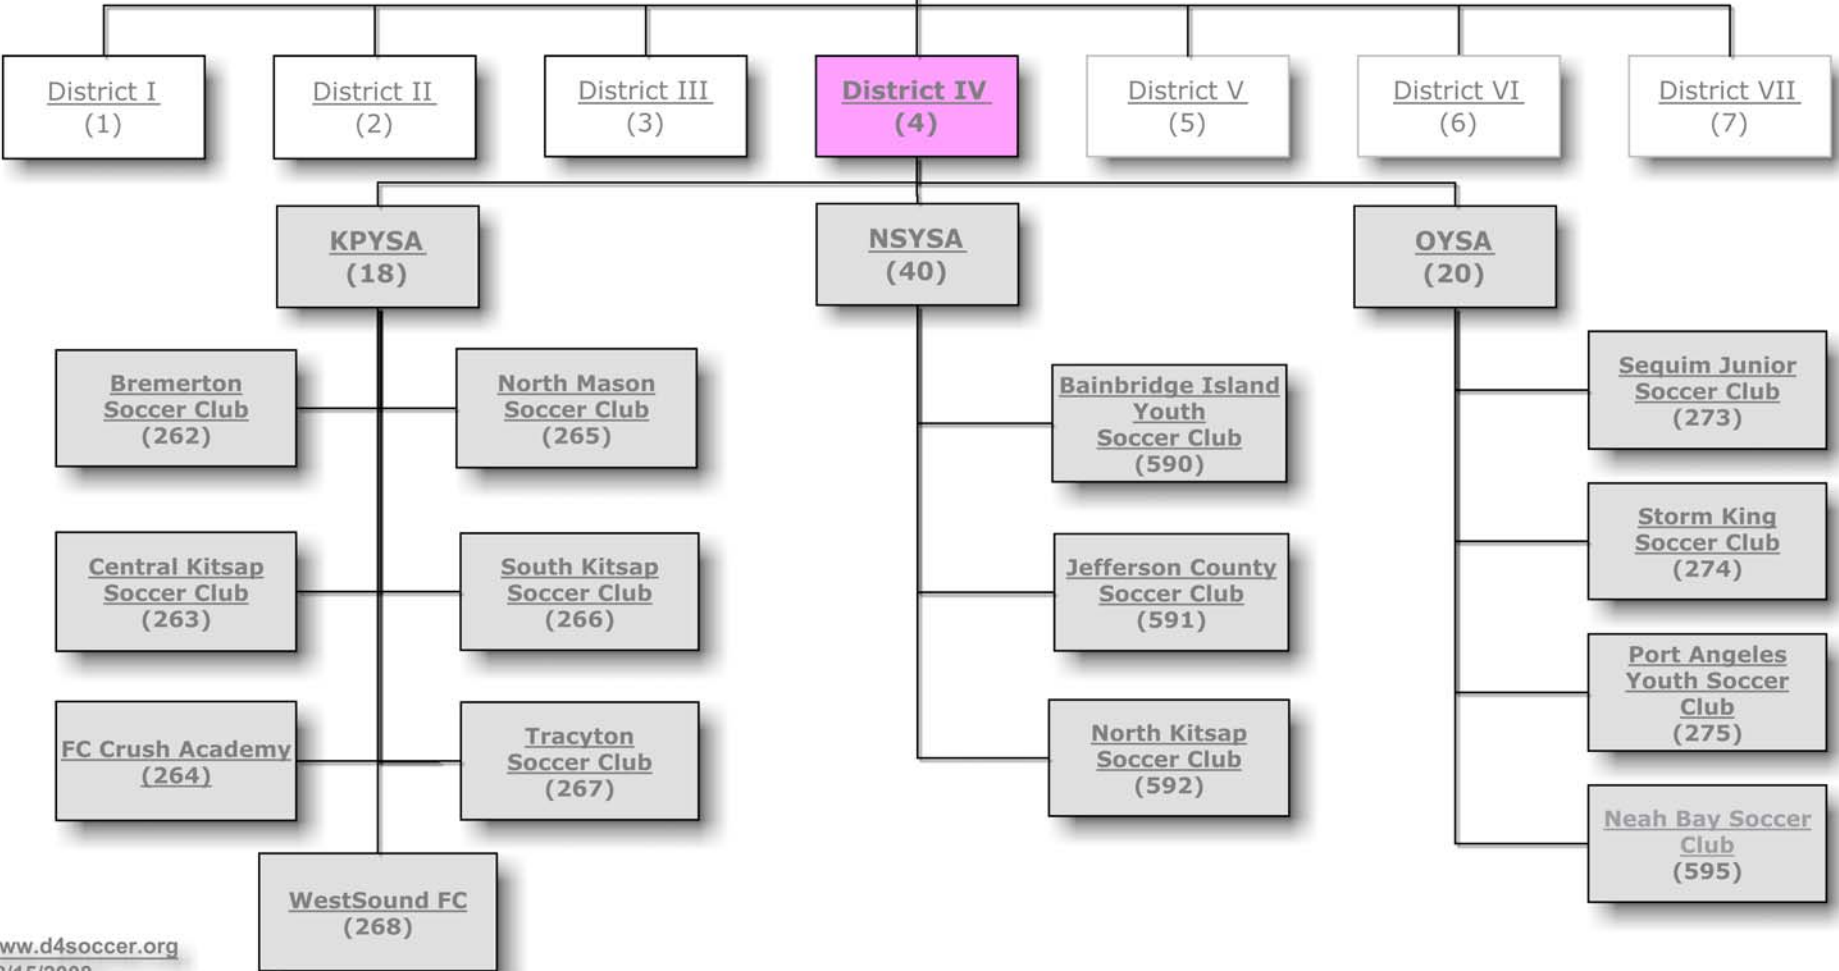 District I
(1)
District II
(2)
District III
(3)
District IV
(4)
District V
(5)
District VI
(6)
District VII
(7)
KPYSA
(18)
NSYSA
(40)
OYSA
(20)
Bremerton
Soccer Club
(262)
North Mason
Soccer Club
(265)
Central Kitsap
Soccer Club
(263)
South Kitsap
Soccer Club
(266)
FC Crush Academy
(264)
Tracyton
Soccer Club
(267)
WestSound FC
(268)
Bainbridge Island
Youth
Soccer Club
(590)
Jefferson County
Soccer Club
(591)
North Kitsap
Soccer Club
(592)
Sequim Junior
Soccer Club
(273)
Storm King
Soccer Club
(274)
Port Angeles
Youth Soccer
Club
(275)
Neah Bay Soccer
Club
(595)
ww.d4soccer.org